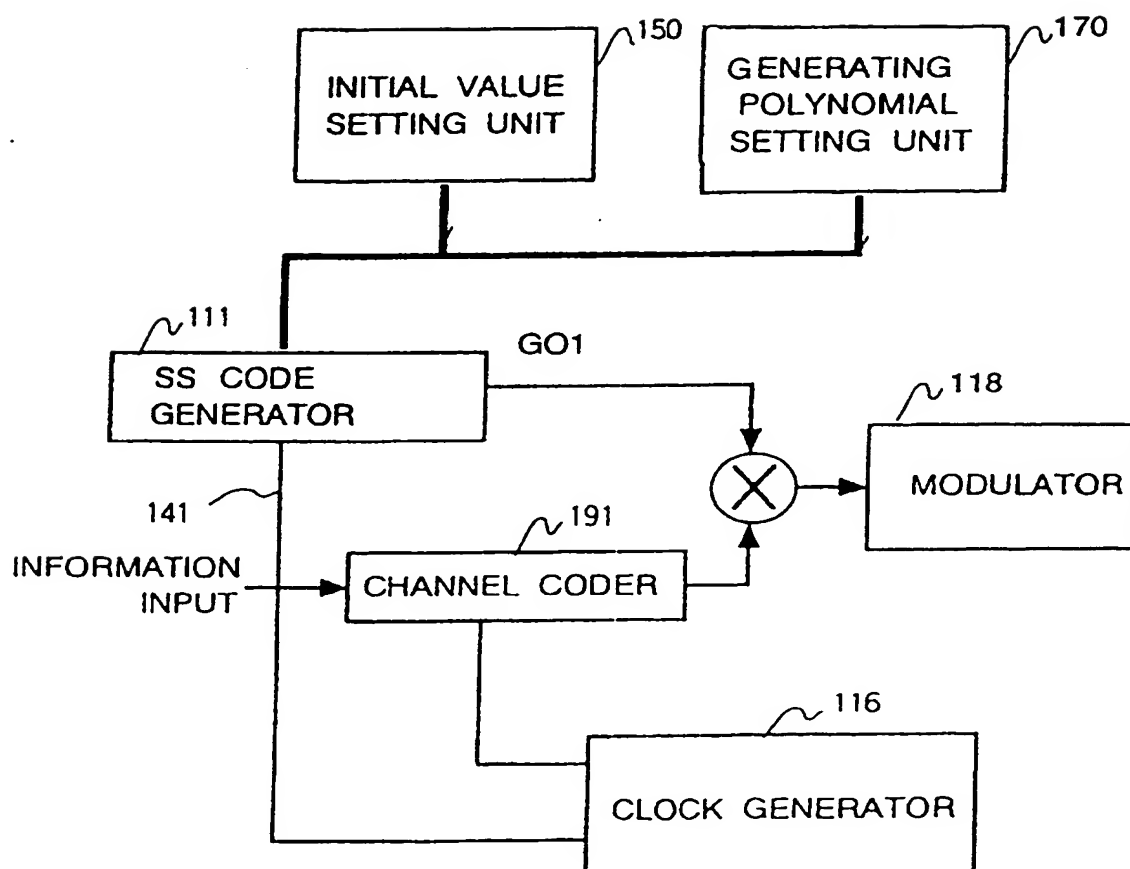 150
170
INITIAL VALUE
SETTING UNIT
GENERATING
POLYNOMIAL
SETTING UNIT
111
GO1
SS CODE
GENERATOR
118
MODULATOR
141
191
INFORMATION
INPUT
CHANNEL CODER
116
CLOCK GENERATOR